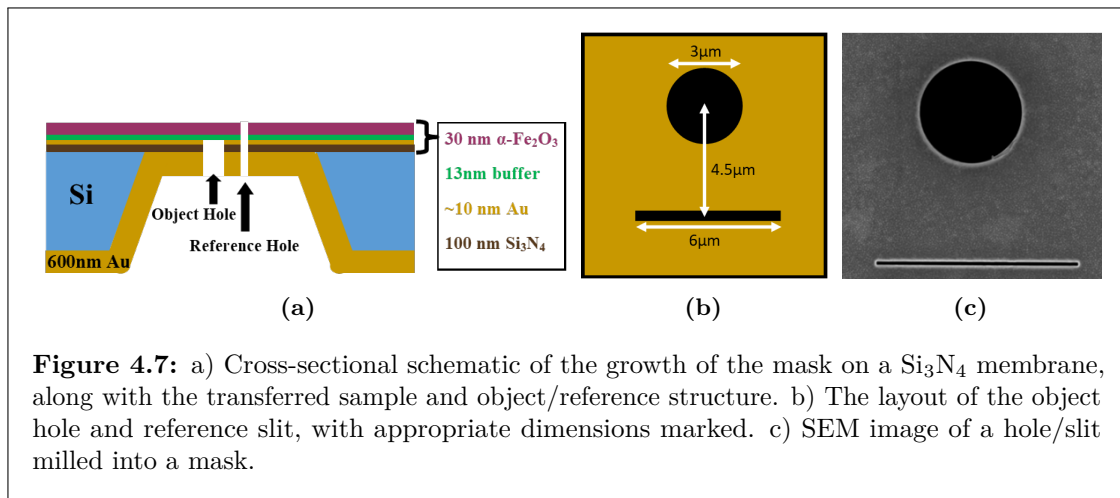 30 nm α-Fe₂O₃
13nm buffer
~10 nm Au
100 nm Si₃N₄
Si
Object Hole
Reference Hole
600nm Au
(a)
3μm
4.5μm
6μm
(b)
(c)
Figure 4.7: a) Cross-sectional schematic of the growth of the mask on a Si₃N₄ membrane,
along with the transferred sample and object/reference structure. b) The layout of the object
hole and reference slit, with appropriate dimensions marked. c) SEM image of a hole/slit
milled into a mask.